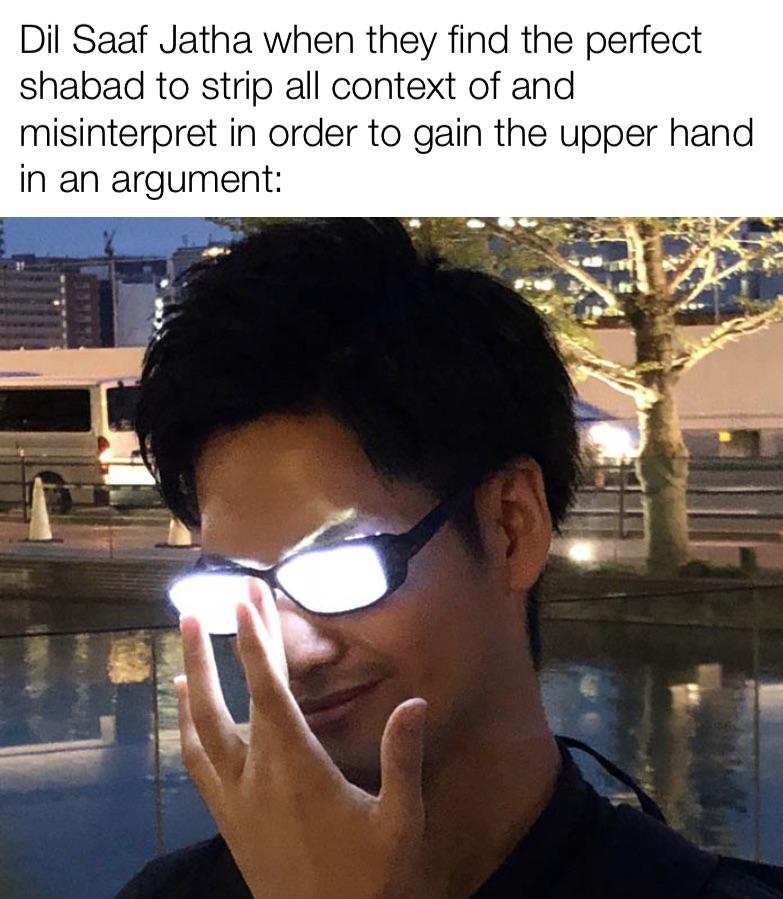 Dil Saaf Jatha when they find the perfect
shabad to strip all context of and
misinterpret in order to gain the upper hand
in an argument: